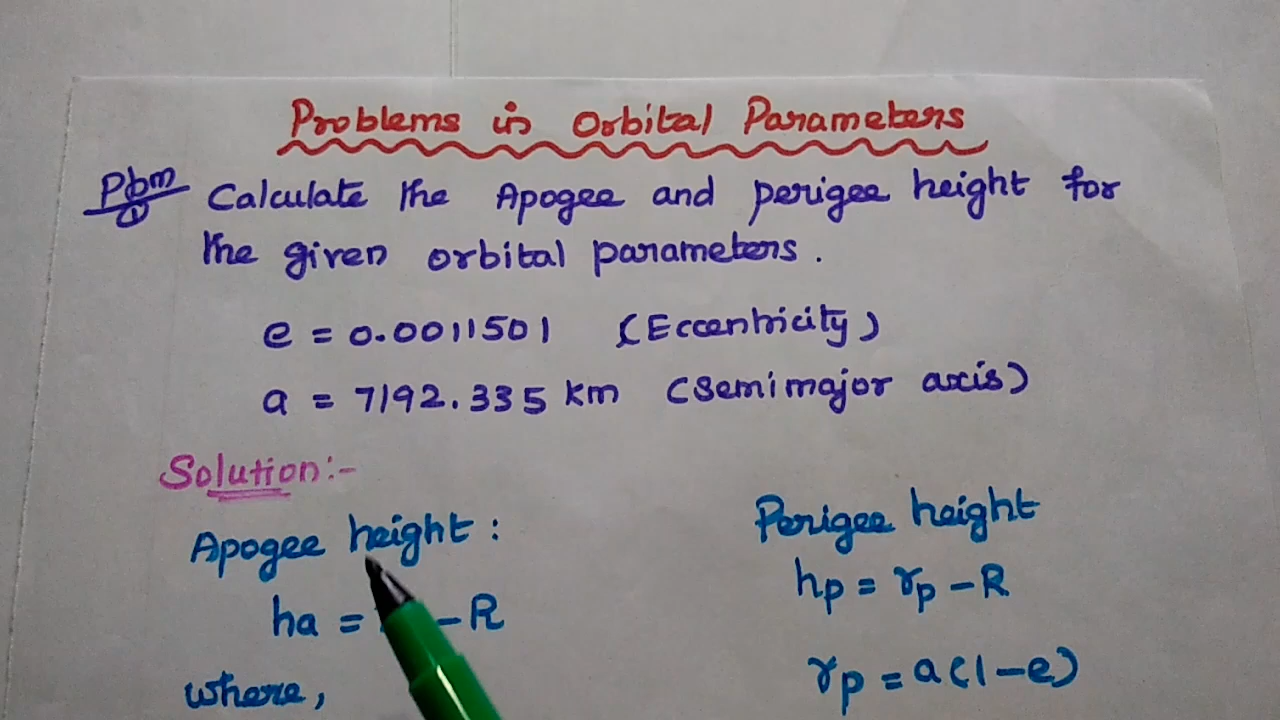 Problems in Orbital Parameters
Pbm 1 Calculate the Apogee and perigee height for
the given orbital parameters.
e = 0.0011501 (Eccentricity)
a = 7192.335 km (Semimajor axis)
Solution:-
Apogee height :
ha = - R
where,
Perigee height
hp = rp - R
rp = a(1-e)